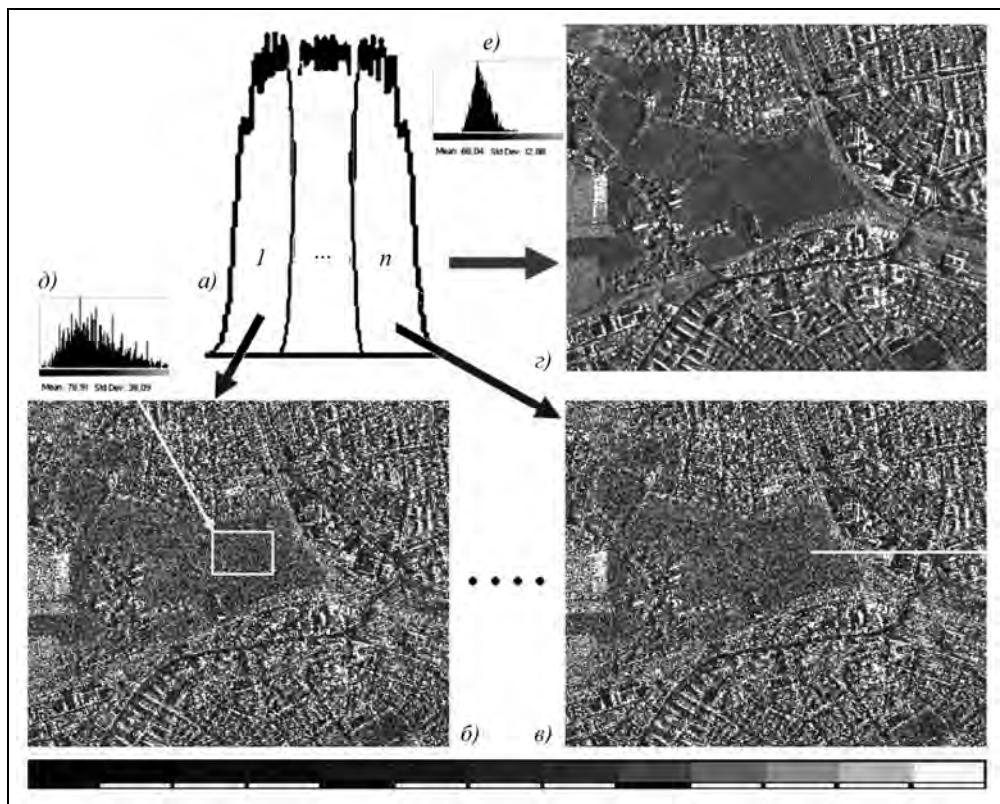 е)
Mean: 68,04 Std Dev: 12,88
1
...
n
д)
а)
Mean: 78,91 Std Dev: 38,09
г)
б)
в)